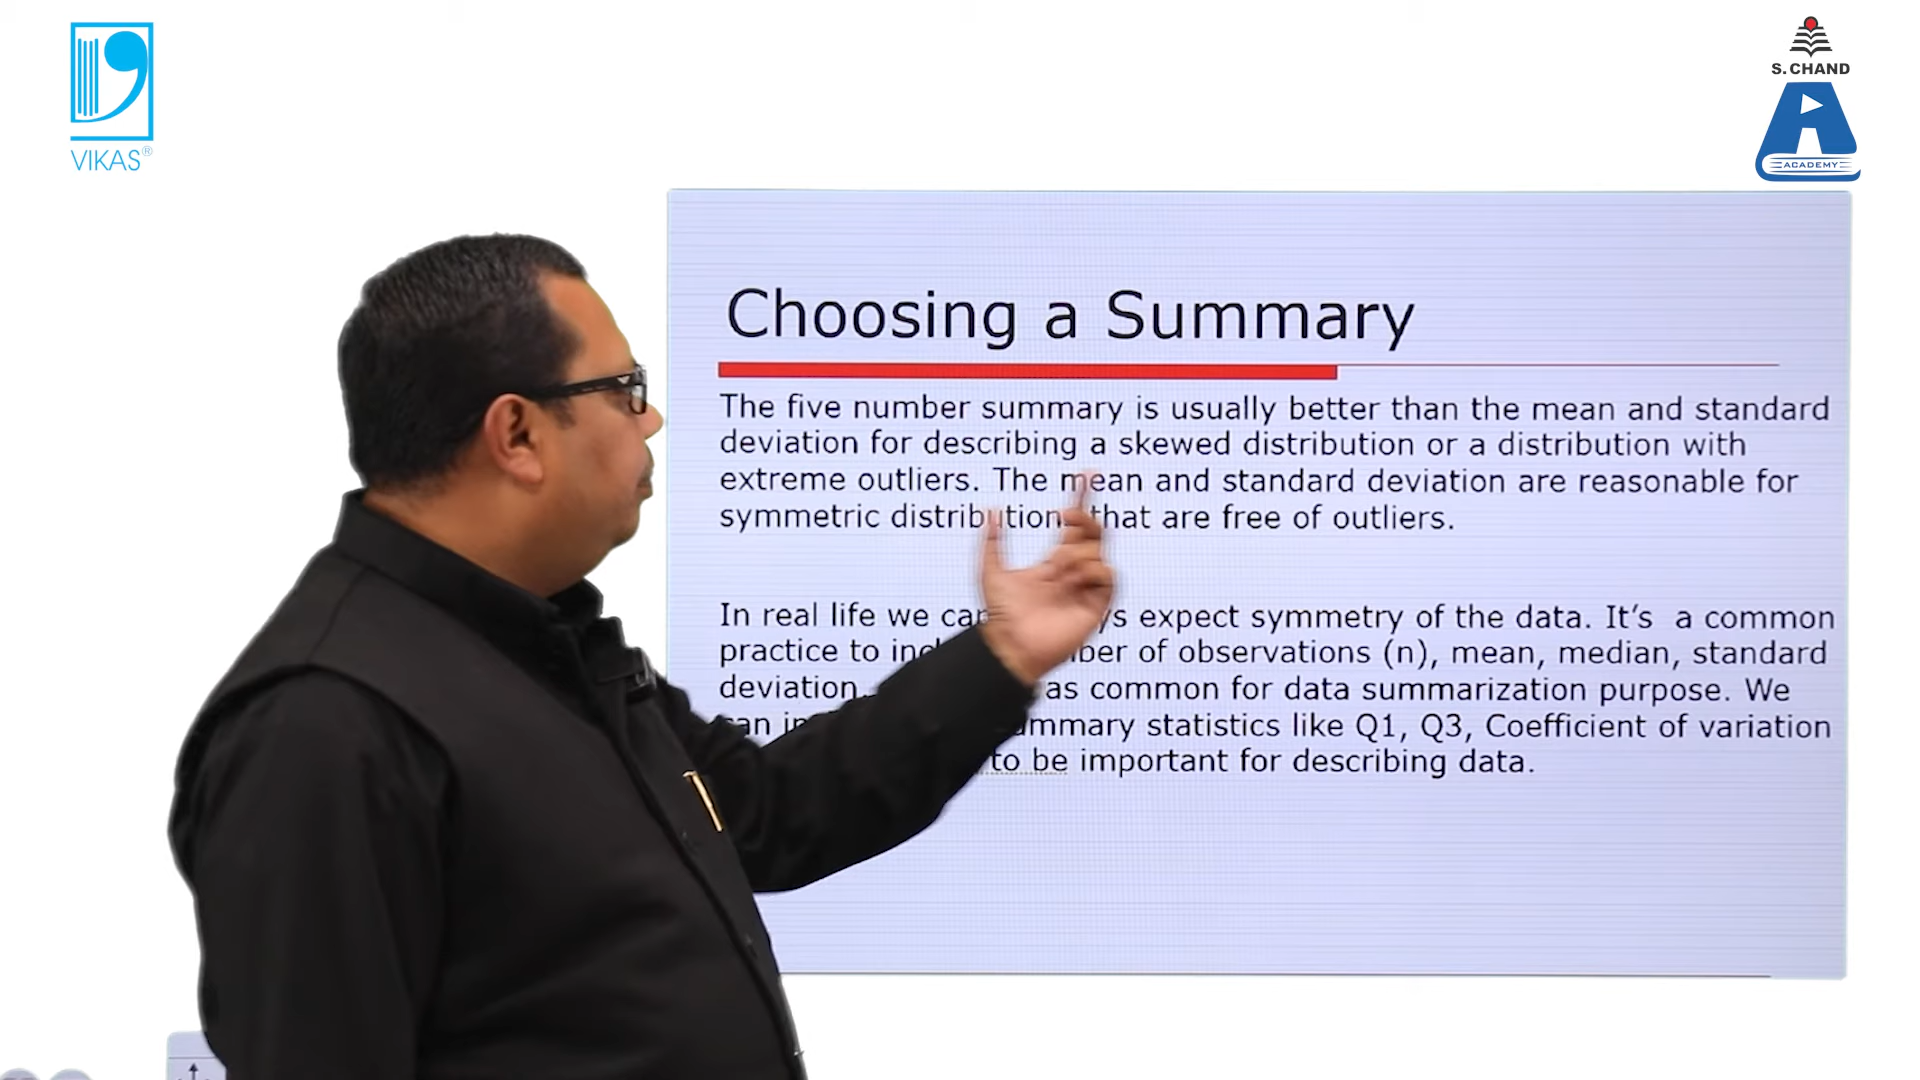 VIKAS®
S. CHAND
ACADEMY
Choosing a Summary
The five number summary is usually better than the mean and standard
deviation for describing a skewed distribution or a distribution with
extreme outliers. The mean and standard deviation are reasonable for
symmetric distribution that are free of outliers.
In real life we expect symmetry of the data. It’s a common
practice to of observations (n), mean, median, standard
deviation, as common for data summarization purpose. We
statistics like Q1, Q3, Coefficient of variation
to be important for describing data.